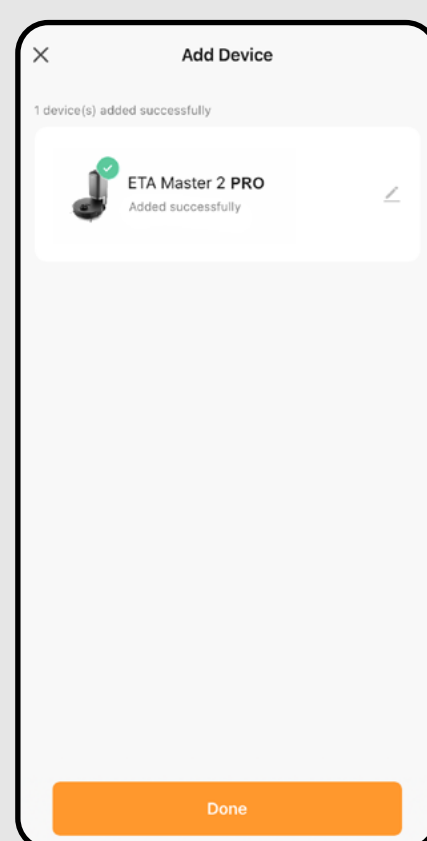 Add Device
1 device(s) added successfully
ETA Master 2 PRO
Added successfully
Done